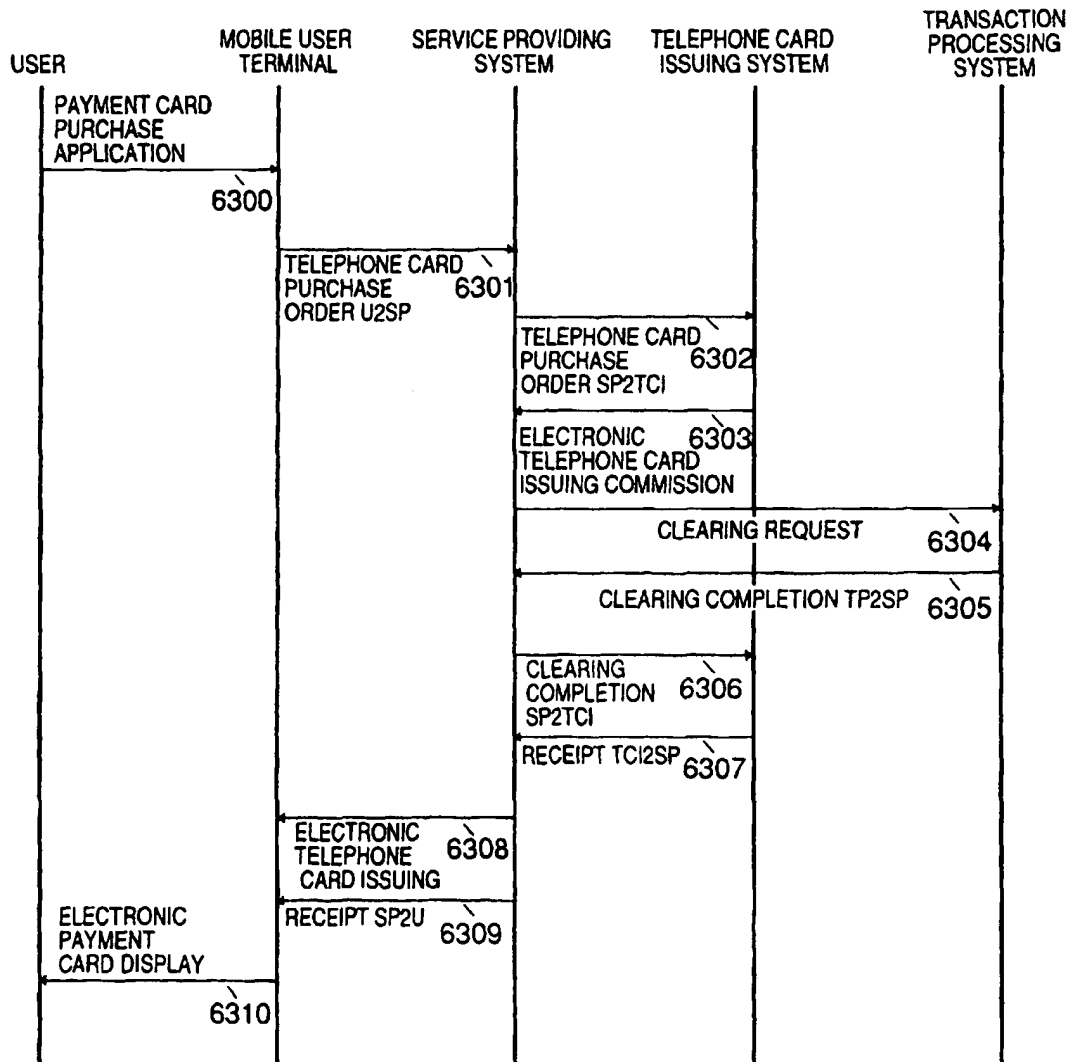 USER
MOBILE USER
TERMINAL
SERVICE PROVIDING
SYSTEM
TELEPHONE CARD
ISSUING SYSTEM
TRANSACTION
PROCESSING
SYSTEM
PAYMENT CARD
PURCHASE
APPLICATION
6300
TELEPHONE CARD
PURCHASE
ORDER U2SP
6301
TELEPHONE CARD
PURCHASE
ORDER SP2TCI
6302
ELECTRONIC
TELEPHONE CARD
ISSUING COMMISSION
6303
CLEARING REQUEST
6304
CLEARING COMPLETION TP2SP
6305
CLEARING
COMPLETION
SP2TCI
6306
RECEIPT TCI2SP
6307
ELECTRONIC
TELEPHONE
CARD ISSUING
6308
RECEIPT SP2U
6309
ELECTRONIC
PAYMENT
CARD DISPLAY
6310